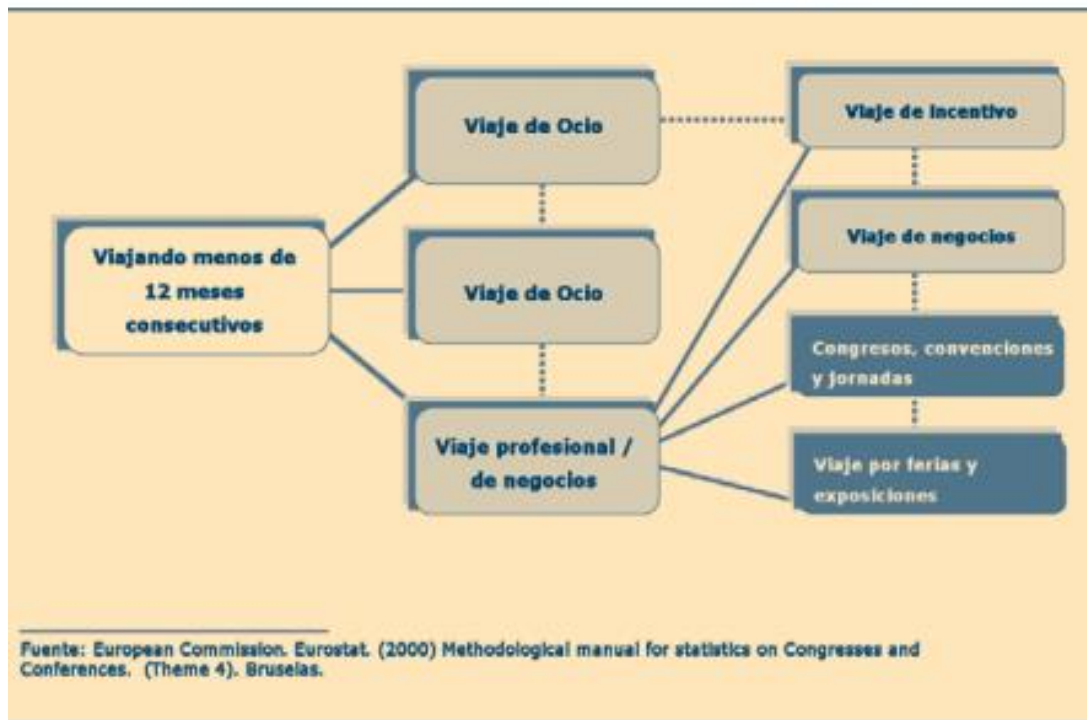 Viaje de Ocio
Viaje de incentivo
Viajando menos de
12 meses
consecutivos
Viaje de Ocio
Viaje de negocios
Congresos, convenciones
y jornadas
Viaje profesional /
de negocios
Viaje por ferias y
exposiciones
Fuente: European Commission. Eurostat. (2000) Methodological manual for statistics on Congresses and
Conferences. (Theme 4). Bruselas.